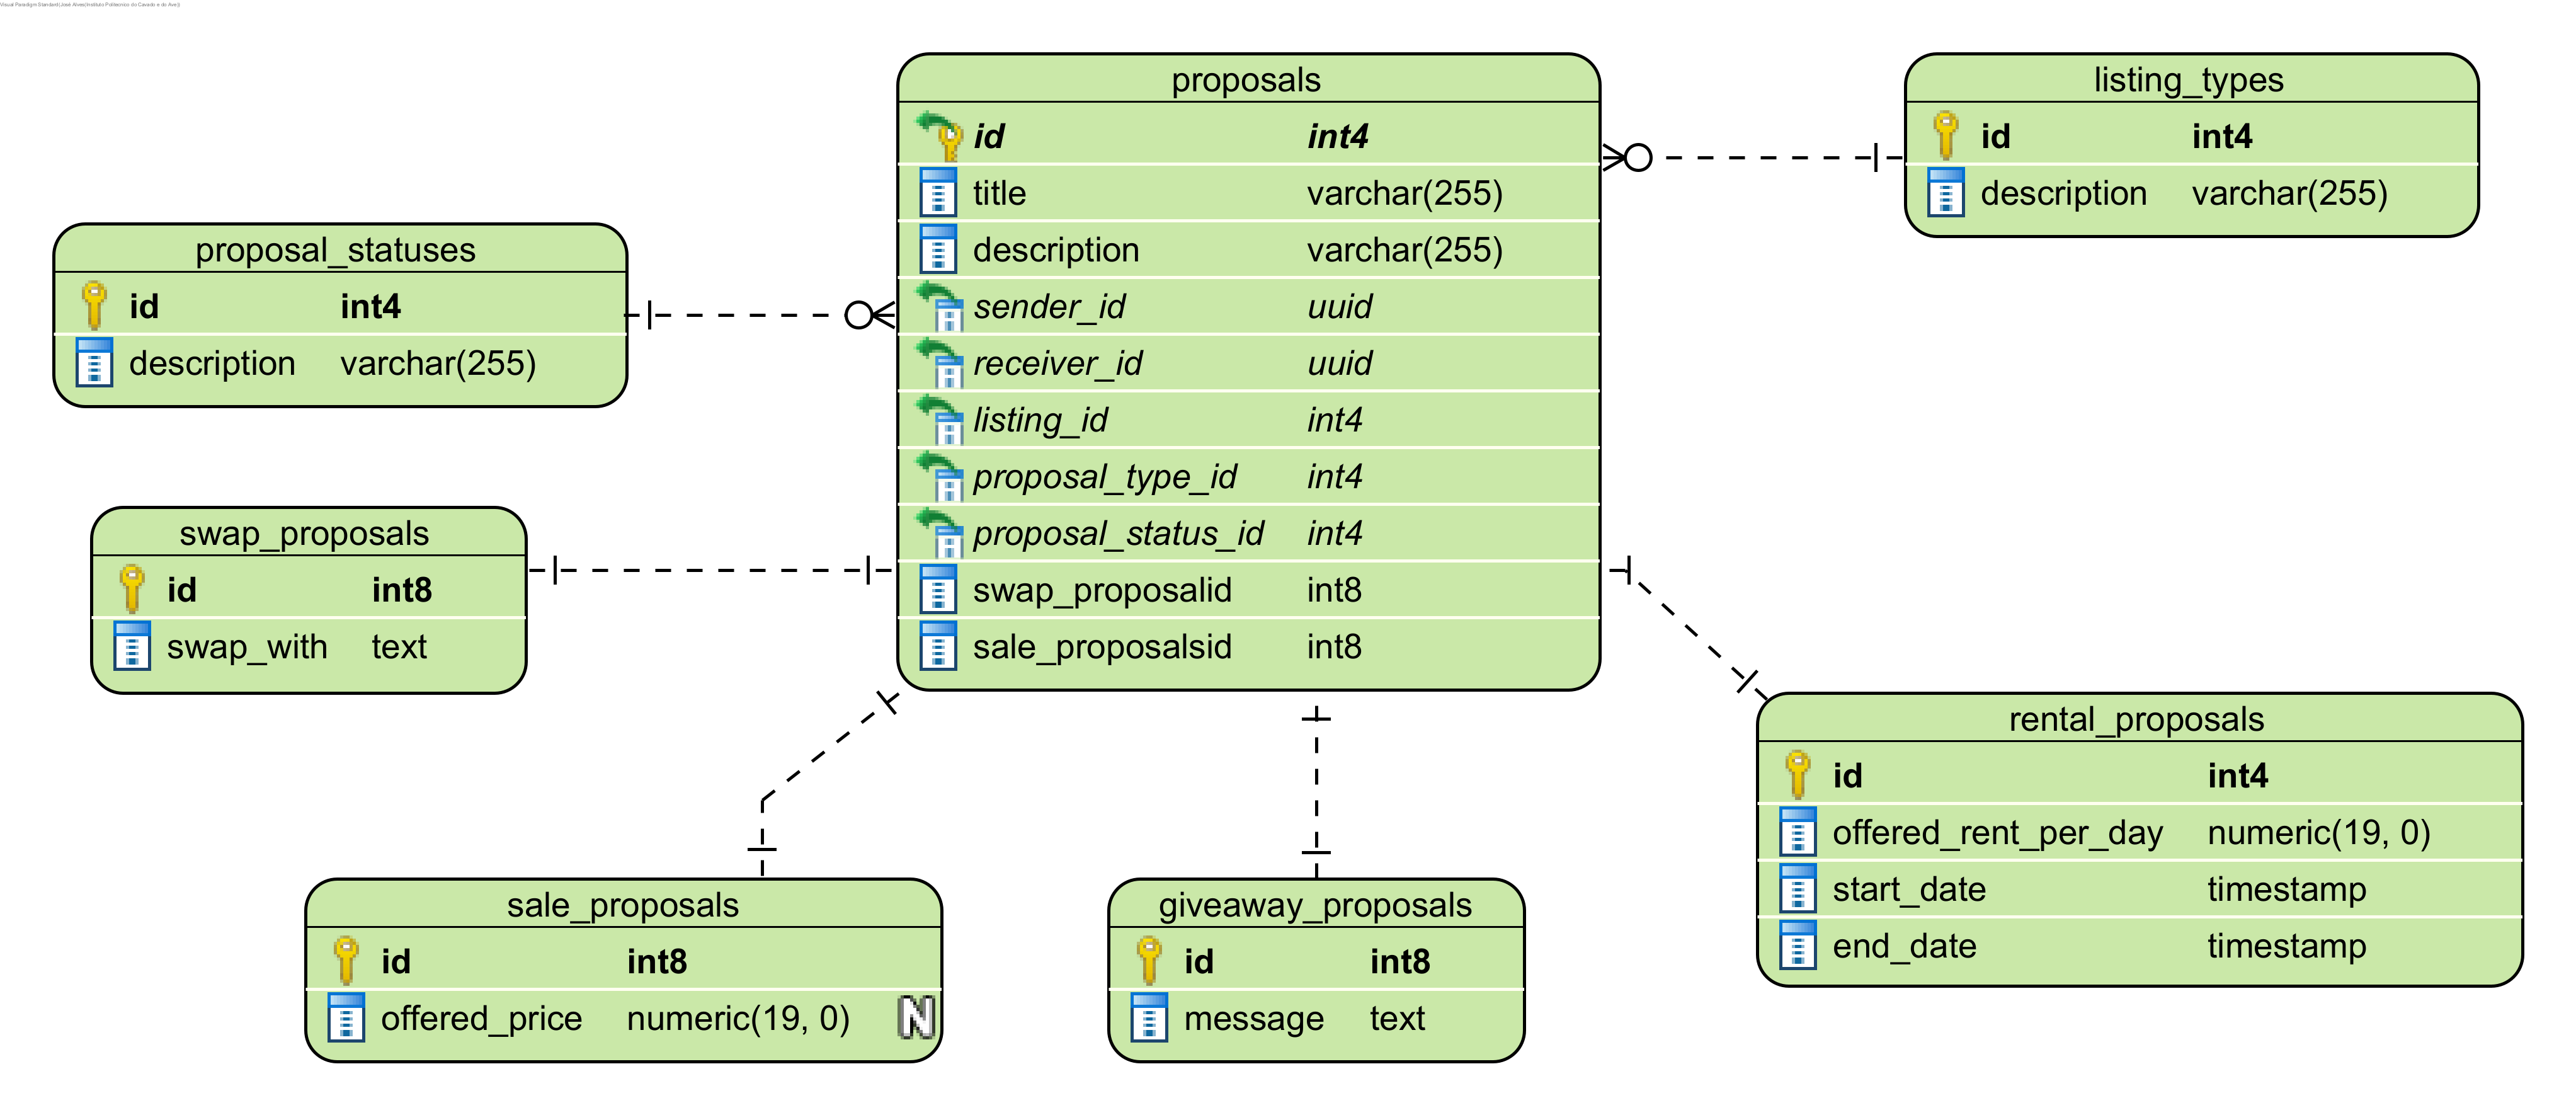 Visual Paradigm Standard(José Alves(Instituto Politecnico do Cavado e do Ave))
proposals
id int4
title varchar(255)
description varchar(255)
sender_id uuid
receiver_id uuid
listing_id int4
proposal_type_id int4
proposal_status_id int4
swap_proposalid int8
sale_proposalsid int8
listing_types
id int4
description varchar(255)
proposal_statuses
id int4
description varchar(255)
swap_proposals
id int8
swap_with text
rental_proposals
id int4
offered_rent_per_day numeric(19, 0)
start_date timestamp
end_date timestamp
sale_proposals
id int8
offered_price numeric(19, 0) N
giveaway_proposals
id int8
message text